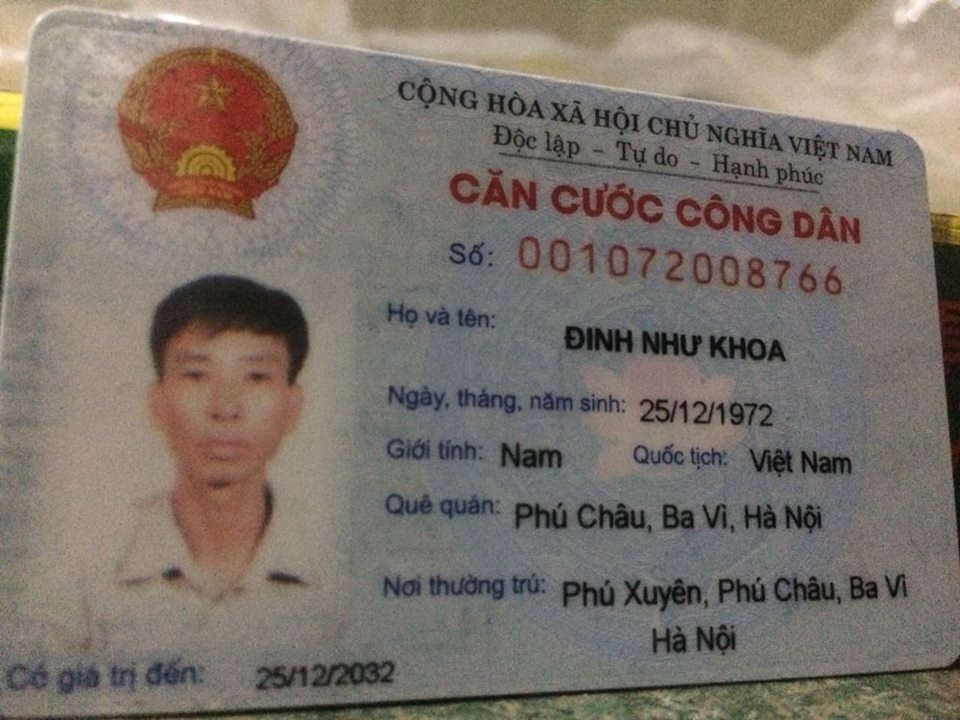 CỘNG HÒA XÃ HỘI CHỦ NGHĨA VIỆT NAM
Độc lập - Tự do - Hạnh phúc
CĂN CƯỚC CÔNG DÂN
Số: 001072008766
Họ và tên: ĐINH NHƯ KHOA
Ngày, tháng, năm sinh: 25/12/1972
Giới tính: Nam Quốc tịch: Việt Nam
Quê quán: Phú Châu, Ba Vì, Hà Nội
Nơi thường trú: Phú Xuyên, Phú Châu, Ba Vì
Hà Nội
Có giá trị đến: 25/12/2032